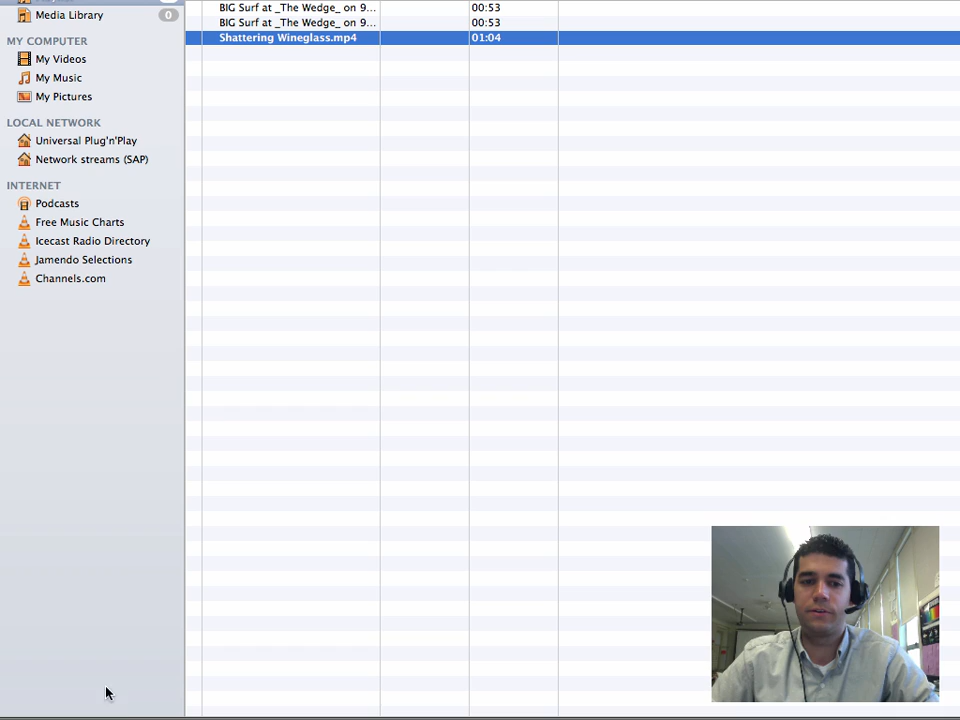 Media Library 0
MY COMPUTER
My Videos
My Music
My Pictures
LOCAL NETWORK
Universal Plug'n'Play
Network streams (SAP)
INTERNET
Podcasts
Free Music Charts
Icecast Radio Directory
Jamendo Selections
Channels.com
BIG Surf at _The Wedge_ on 9... 00:53
BIG Surf at _The Wedge_ on 9... 00:53
Shattering Wineglass.mp4 01:04